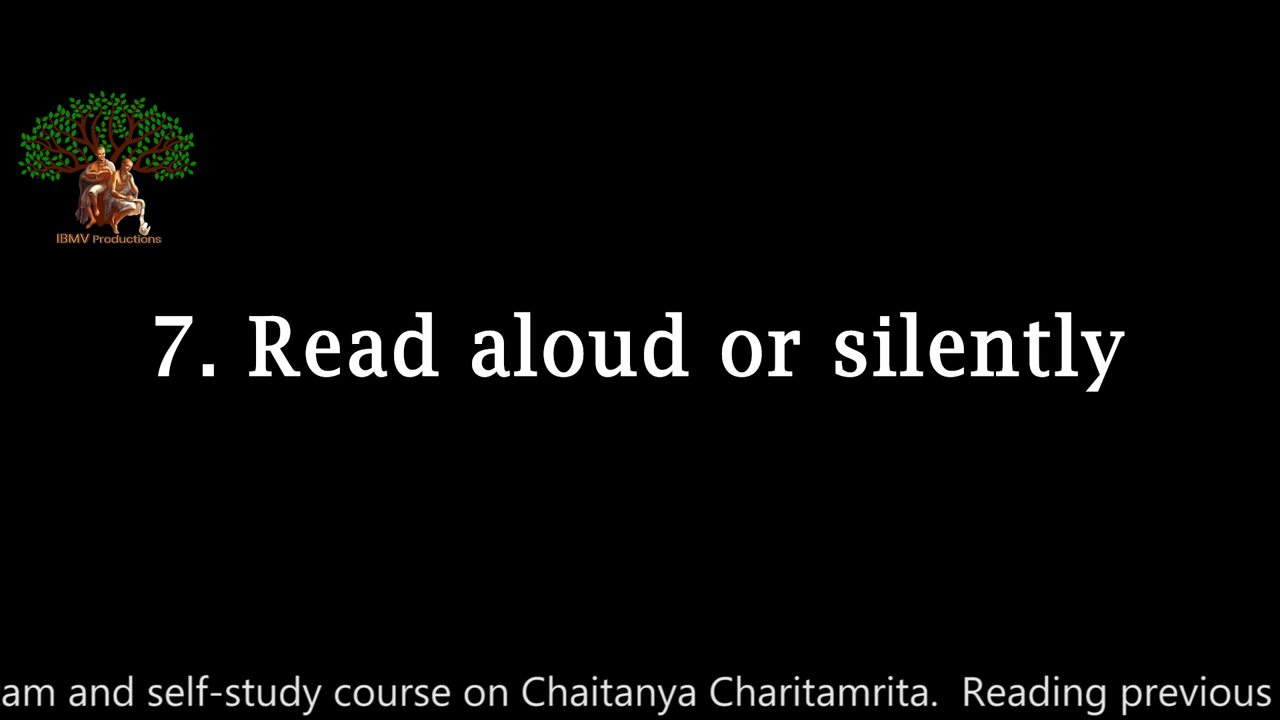 IBMV Productions
7. Read aloud or silently
am and self-study course on Chaitanya Charitamrita.  Reading previous